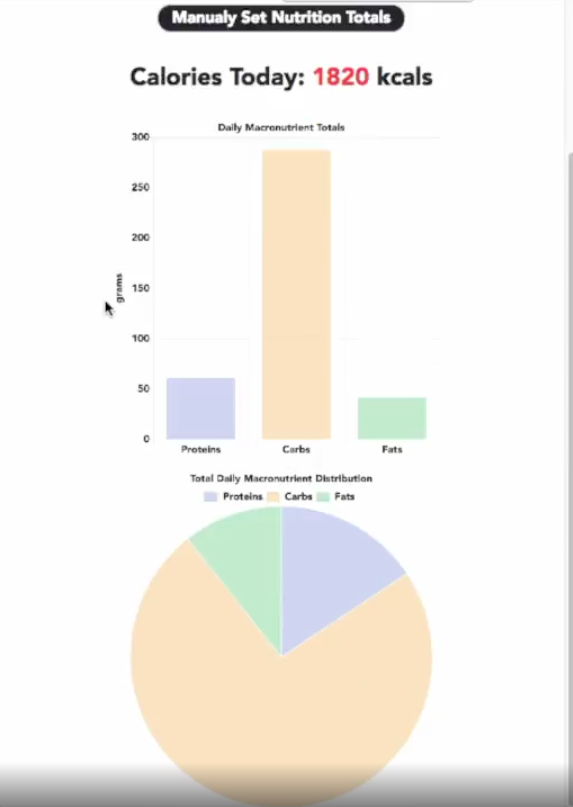 Manualy Set Nutrition Totals
Calories Today: 1820 kcals
Daily Macronutrient Totals
300
250
200
150
100
50
0
grams
Proteins Carbs Fats
Total Daily Macronutrient Distribution
Proteins Carbs Fats